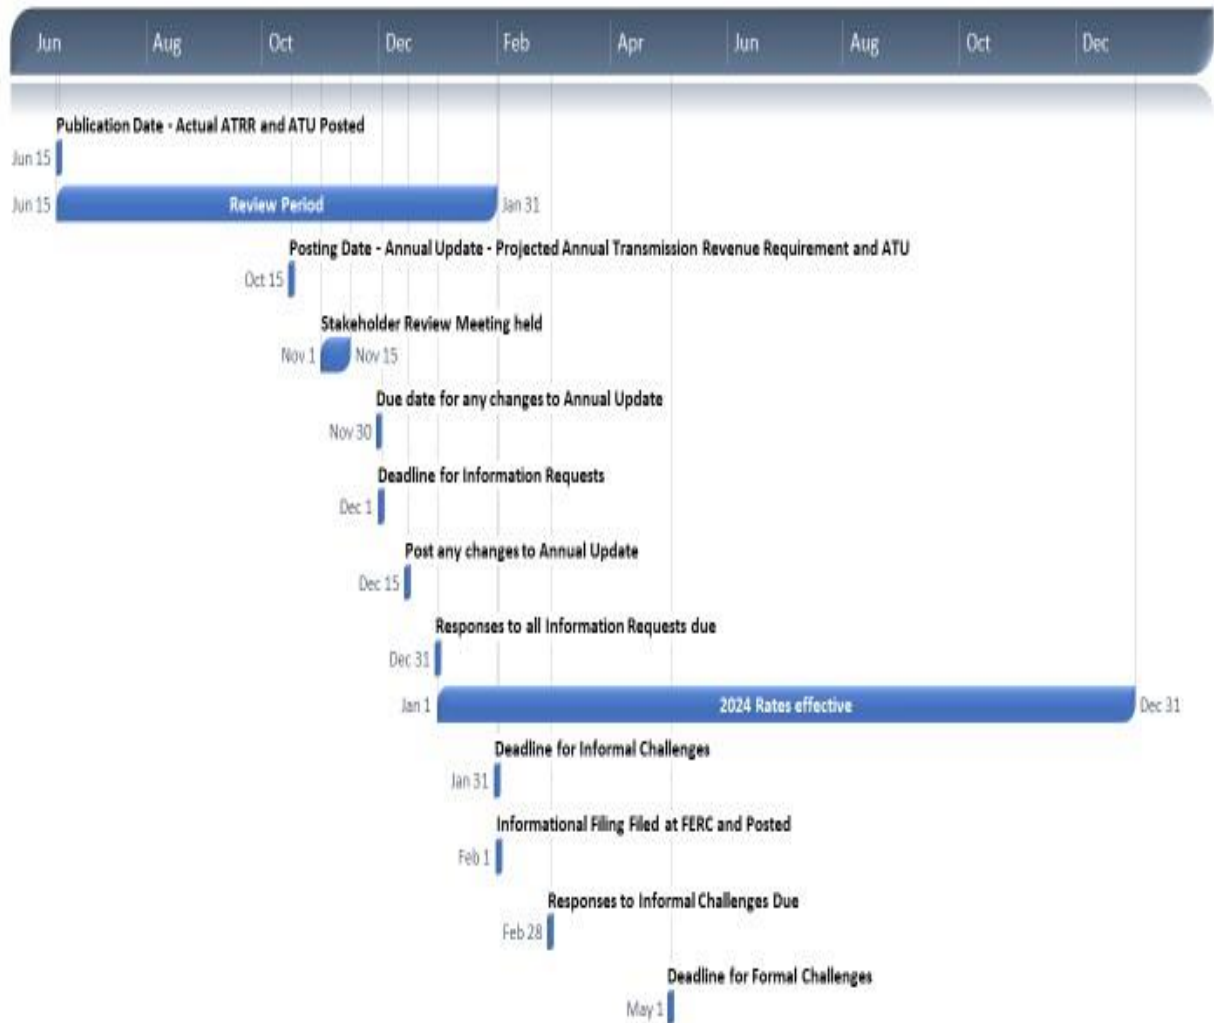 Jun Aug Oct Dec Feb Apr Jun Aug Oct Dec
Publication Date - Actual ATRR and ATU Posted
Jun 15
Jun 15 Review Period Jan 31
Posting Date - Annual Update - Projected Annual Transmission Revenue Requirement and ATU
Oct 15
Stakeholder Review Meeting held
Nov 1 Nov 15
Due date for any changes to Annual Update
Nov 30
Deadline for Information Requests
Dec 1
Post any changes to Annual Update
Dec 15
Responses to all Information Requests due
Dec 31
Jan 1 2024 Rates effective Dec 31
Deadline for Informal Challenges
Jan 31
Informational Filing Filed at FERC and Posted
Feb 1
Responses to Informal Challenges Due
Feb 28
Deadline for Formal Challenges
May 1